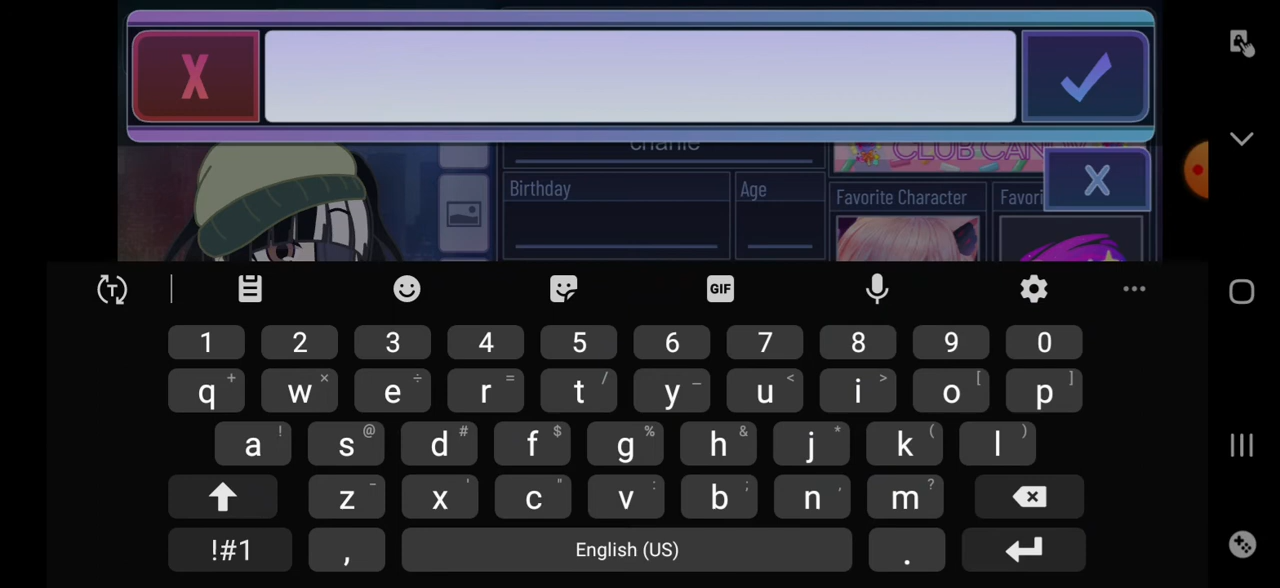 X
charlie
CLUB CANDY
X
Birthday
Age
Favorite Character
Favori
T
GIF
1 2 3 4 5 6 7 8 9 0
q + w × e ÷ r = t / y _ u < i > o [ p ]
a ! s @ d # f $ g % h & j * k ( l )
z - x ' c " v : b ; n , m ?
!#1 , English (US) .